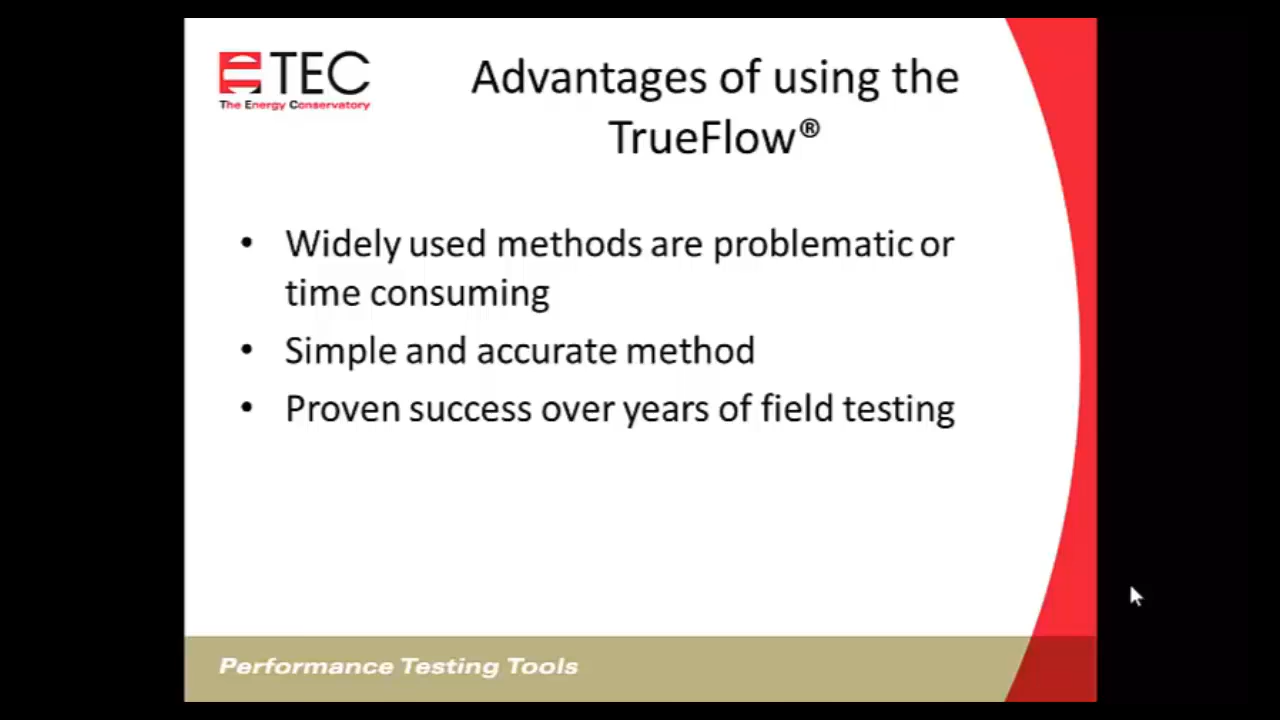 TEC
The Energy Conservatory
Advantages of using the
TrueFlow®
• Widely used methods are problematic or
time consuming
• Simple and accurate method
• Proven success over years of field testing
Performance Testing Tools